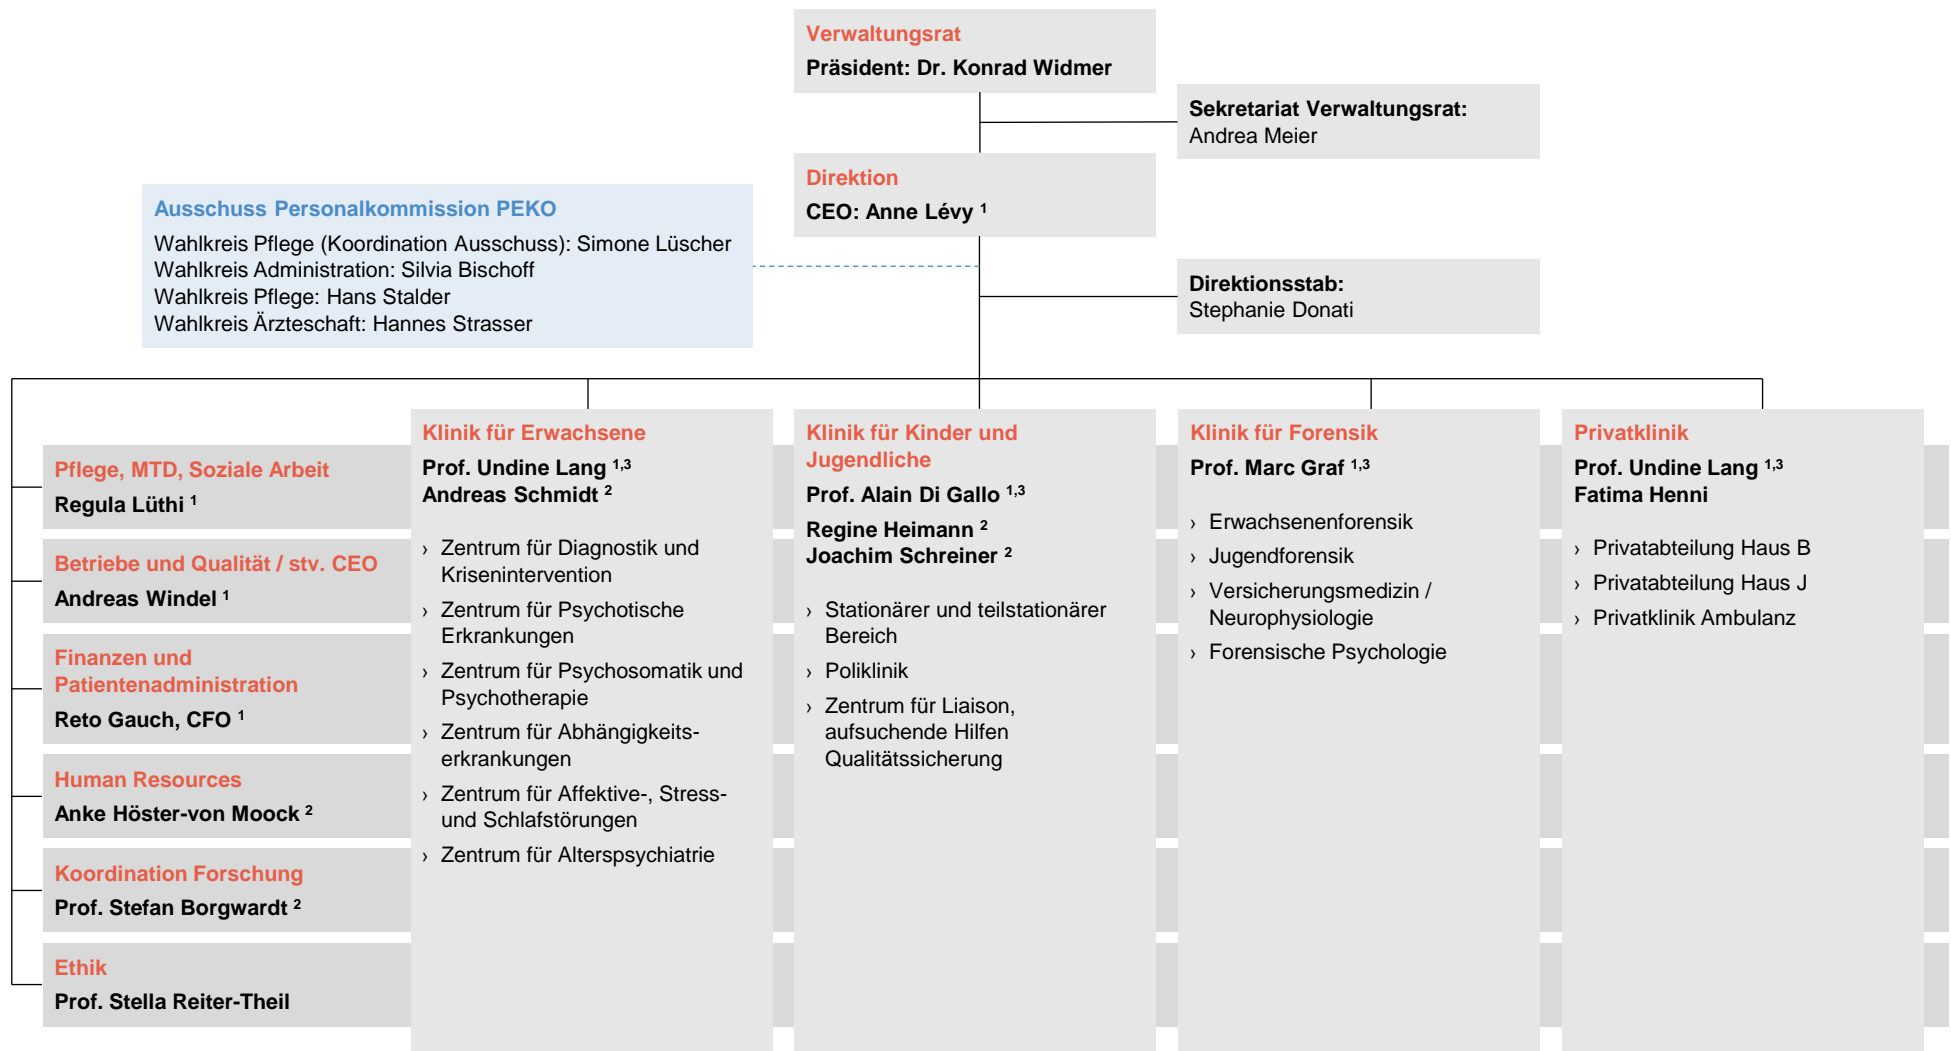 Verwaltungsrat
Präsident: Dr. Konrad Widmer
Sekretariat Verwaltungsrat:
Andrea Meier
Direktion
CEO: Anne Lévy ¹
Ausschuss Personalkommission PEKO
Wahlkreis Pflege (Koordination Ausschuss): Simone Lüscher
Wahlkreis Administration: Silvia Bischoff
Wahlkreis Pflege: Hans Stalder
Wahlkreis Ärzteschaft: Hannes Strasser
Direktionsstab:
Stephanie Donati
Pflege, MTD, Soziale Arbeit
Regula Lüthi ¹
Betriebe und Qualität / stv. CEO
Andreas Windel ¹
Finanzen und
Patientenadministration
Reto Gauch, CFO ¹
Human Resources
Anke Höster-von Moock ²
Koordination Forschung
Prof. Stefan Borgwardt ²
Ethik
Prof. Stella Reiter-Theil
Klinik für Erwachsene
Prof. Undine Lang ¹,³
Andreas Schmidt ²
› Zentrum für Diagnostik und
Krisenintervention
› Zentrum für Psychotische
Erkrankungen
› Zentrum für Psychosomatik und
Psychotherapie
› Zentrum für Abhängigkeits-
erkrankungen
› Zentrum für Affektive-, Stress-
und Schlafstörungen
› Zentrum für Alterspsychiatrie
Klinik für Kinder und
Jugendliche
Prof. Alain Di Gallo ¹,³
Regine Heimann ²
Joachim Schreiner ²
› Stationärer und teilstationärer
Bereich
› Poliklinik
› Zentrum für Liaison,
aufsuchende Hilfen
Qualitätssicherung
Klinik für Forensik
Prof. Marc Graf ¹,³
› Erwachsenenforensik
› Jugendforensik
› Versicherungsmedizin /
Neurophysiologie
› Forensische Psychologie
Privatklinik
Prof. Undine Lang ¹,³
Fatima Henni
› Privatabteilung Haus B
› Privatabteilung Haus J
› Privatklinik Ambulanz